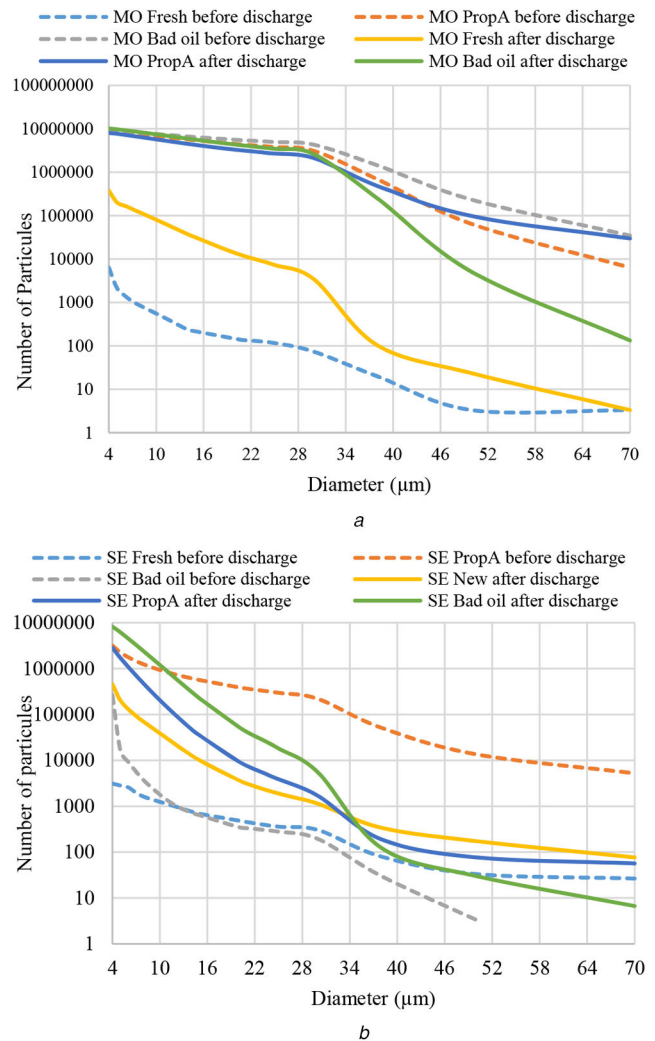 MO Fresh before discharge MO PropA before discharge
MO Bad oil before discharge MO Fresh after discharge
MO PropA after discharge MO Bad oil after discharge
100000000
10000000
1000000
100000
10000
1000
100
10
1
Number of Particules
4 10 16 22 28 34 40 46 52 58 64 70
Diameter (µm)
a
SE Fresh before discharge SE PropA before discharge
SE Bad oil before discharge SE New after discharge
SE PropA after discharge SE Bad oil after discharge
10000000
1000000
100000
10000
1000
100
10
1
Number of particules
4 10 16 22 28 34 40 46 52 58 64 70
Diameter (µm)
b